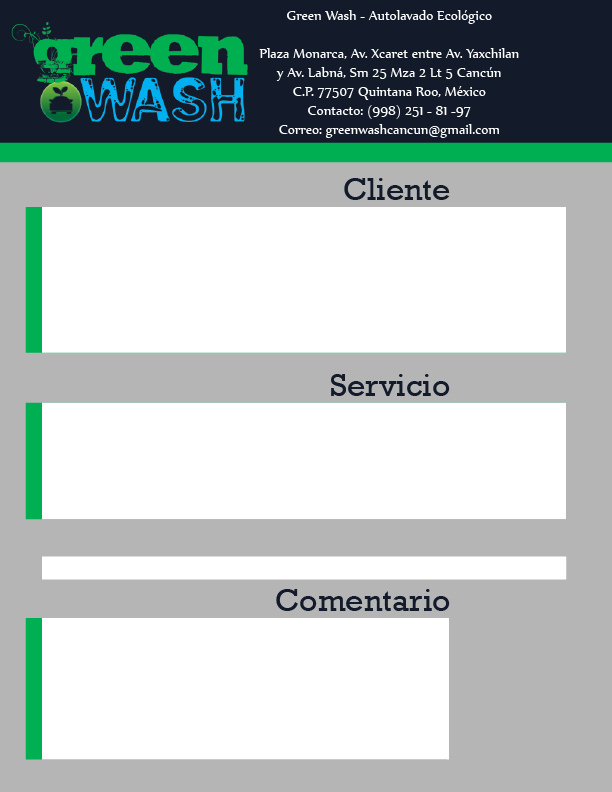 green
WASH
Green Wash - Autolavado Ecológico
Plaza Monarca, Av. Xcaret entre Av. Yaxchilan
y Av. Labná, Sm 25 Mza 2 Lt 5 Cancún
C.P. 77507 Quintana Roo, México
Contacto: (998) 251 - 81 -97
Correo: greenwashcancun@gmail.com
Cliente
Servicio
Comentario